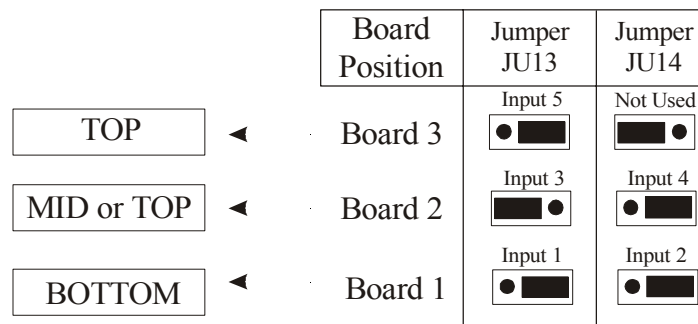 Board Position
Jumper JU13
Jumper JU14
TOP
Board 3
Input 5
Not Used
MID or TOP
Board 2
Input 3
Input 4
BOTTOM
Board 1
Input 1
Input 2